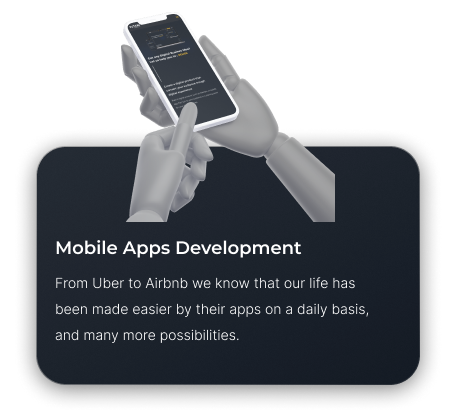 Mobile Apps Development
From Uber to Airbnb we know that our life has
been made easier by their apps on a daily basis,
and many more possibilities.